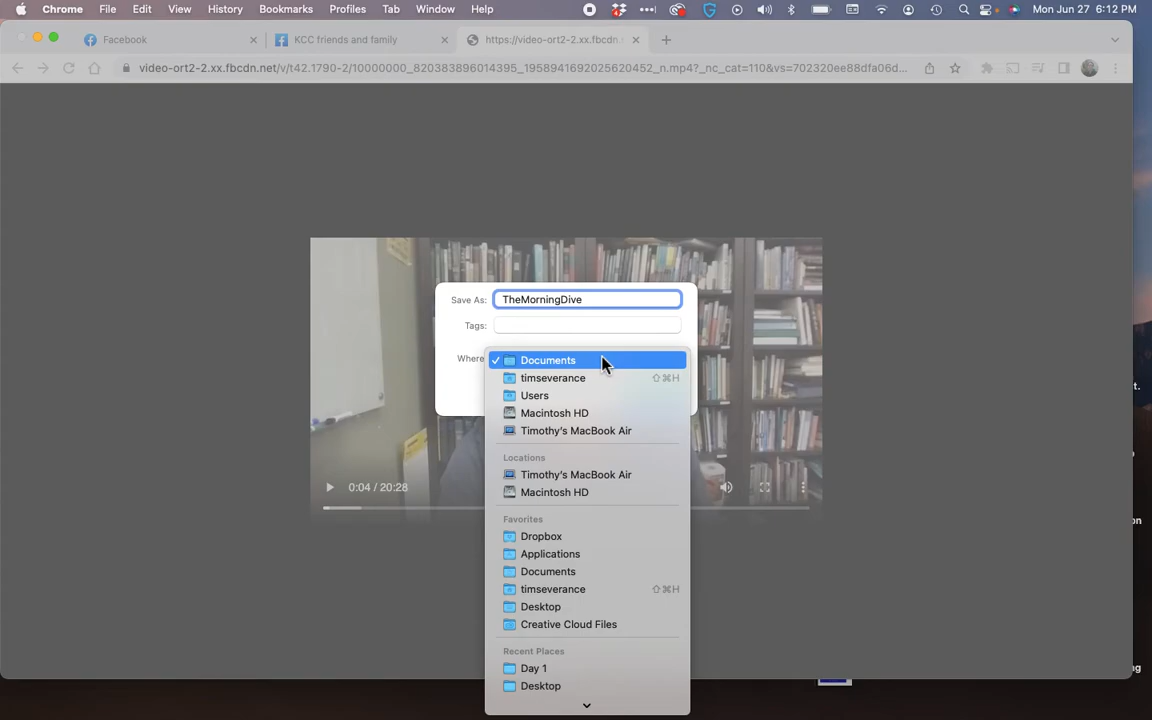 Chrome File Edit View History Bookmarks Profiles Tab Window Help Mon Jun 27 6:12 PM
Facebook KCC friends and family https://video-ort2-2.xx.fbcdn.
video-ort2-2.xx.fbcdn.net/v/t42.1790-2/10000000_820383896014395_1958941692025620452_n.mp4?_nc_cat=110&vs=702320ee88dfa06d...
Save As: TheMorningDive
Tags:
Where
Documents
timseverance ⇧⌘H
Users
Macintosh HD
Timothy's MacBook Air
Locations
Timothy's MacBook Air
Macintosh HD
Favorites
Dropbox
Applications
Documents
timseverance ⇧⌘H
Desktop
Creative Cloud Files
Recent Places
Day 1
Desktop
0:04 / 20:28
t.
on
ng